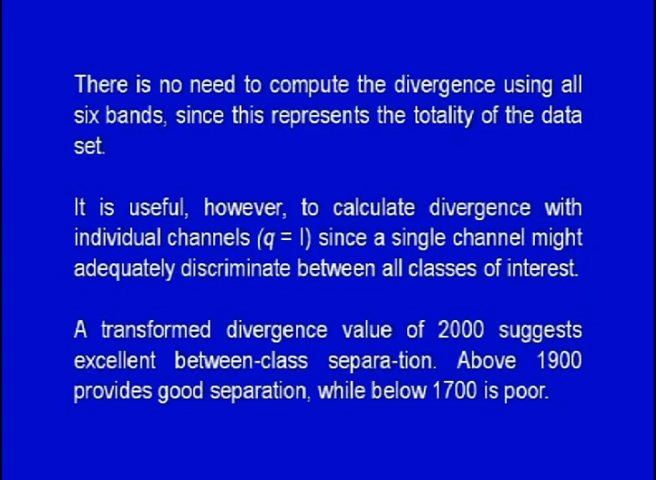 There is no need to compute the divergence using all
six bands, since this represents the totality of the data
set.
It is useful, however, to calculate divergence with
individual channels (q = I) since a single channel might
adequately discriminate between all classes of interest.
A transformed divergence value of 2000 suggests
excellent between-class separa-tion. Above 1900
provides good separation, while below 1700 is poor.